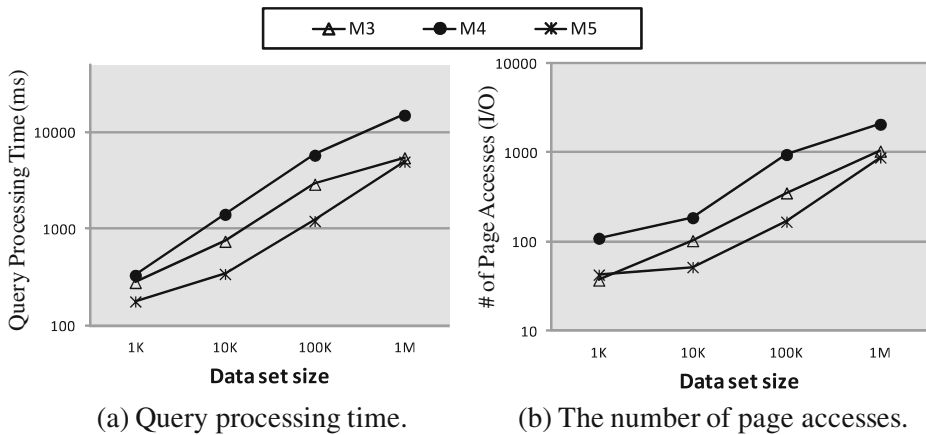 M3 M4 M5
Query Processing Time (ms)
10000
1000
100
1K 10K 100K 1M
Data set size
(a) Query processing time.
# of Page Accesses (I/O)
10000
1000
100
10
1K 10K 100K 1M
Data set size
(b) The number of page accesses.